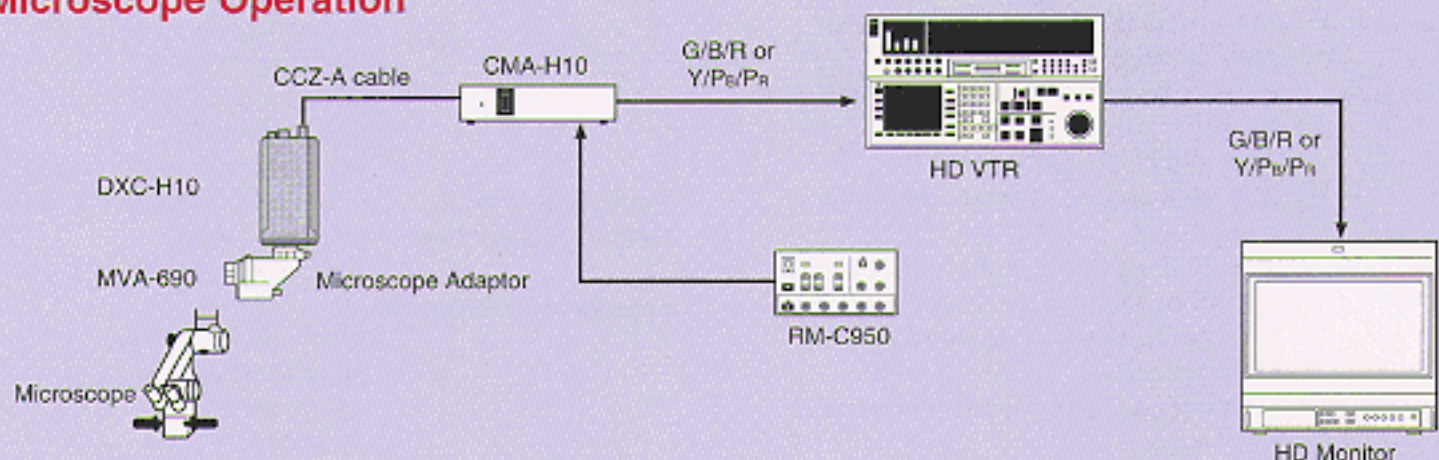 Microscope Operation
CCZ-A cable
CMA-H10
G/B/R or
Y/PB/PR
HD VTR
G/B/R or
Y/PB/PR
DXC-H10
MVA-690
Microscope Adaptor
RM-C950
Microscope
HD Monitor